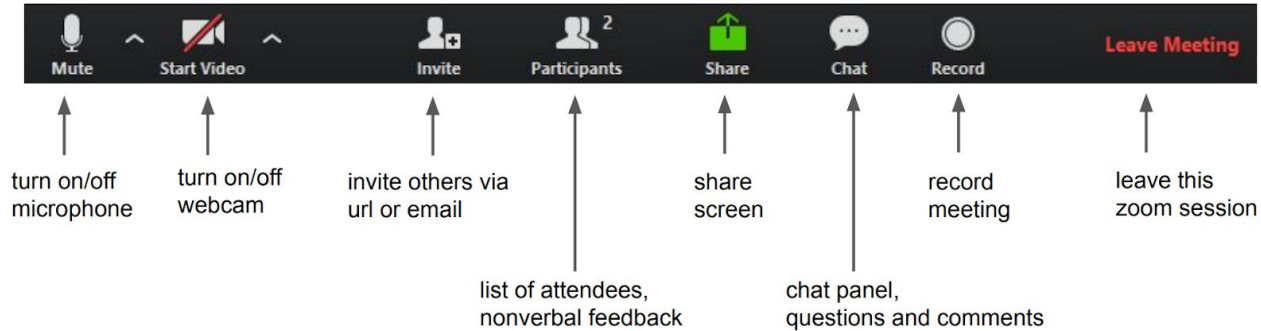 2
Mute
Start Video
Invite
Participants
Share
Chat
Record
Leave Meeting
turn on/off
microphone
turn on/off
webcam
invite others via
url or email
share
screen
record
meeting
leave this
zoom session
list of attendees,
nonverbal feedback
chat panel,
questions and comments